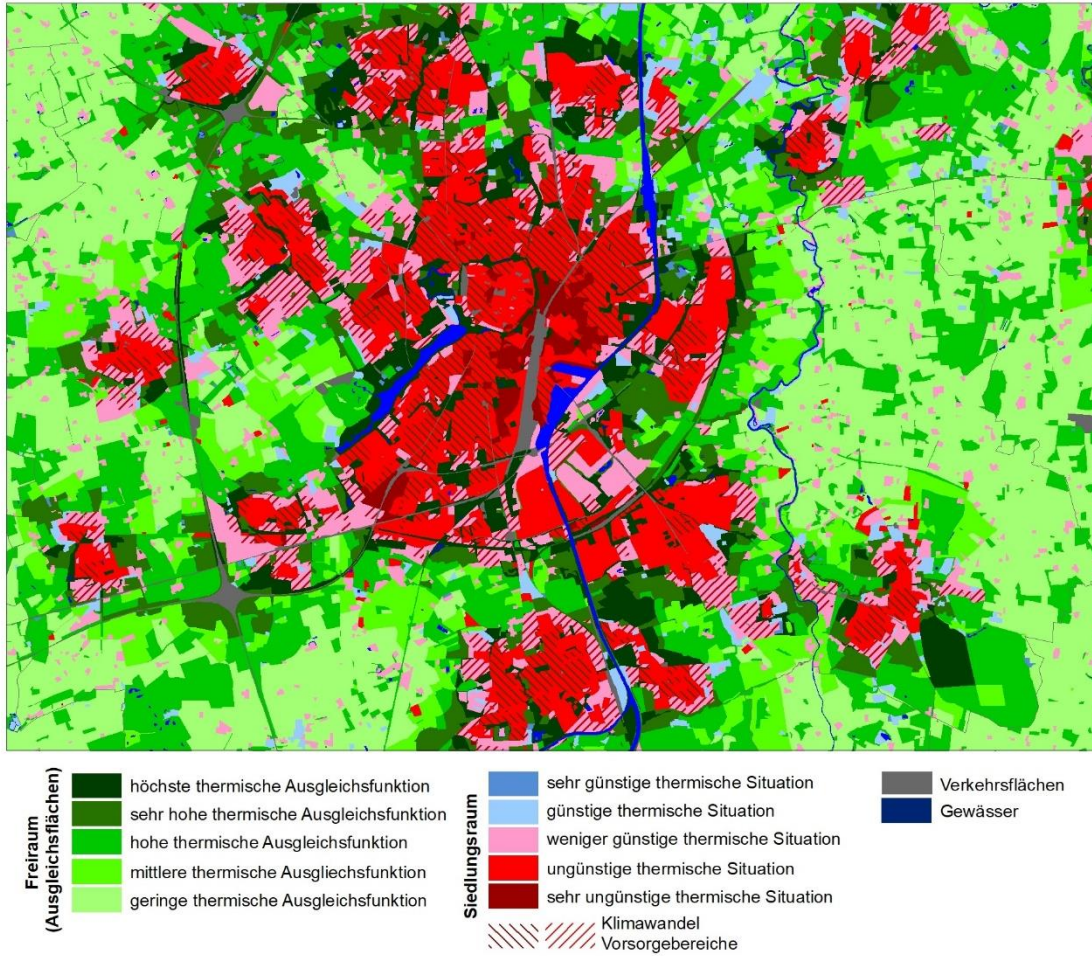 Freiraum
(Ausgleichsflächen)
höchste thermische Ausgleichsfunktion
sehr hohe thermische Ausgleichsfunktion
hohe thermische Ausgleichsfunktion
mittlere thermische Ausgliechsfunktion
geringe thermische Ausgleichsfunktion
Siedlungsraum
sehr günstige thermische Situation
günstige thermische Situation
weniger günstige thermische Situation
ungünstige thermische Situation
sehr ungünstige thermische Situation
Klimawandel
Vorsorgebereiche
Verkehrsflächen
Gewässer